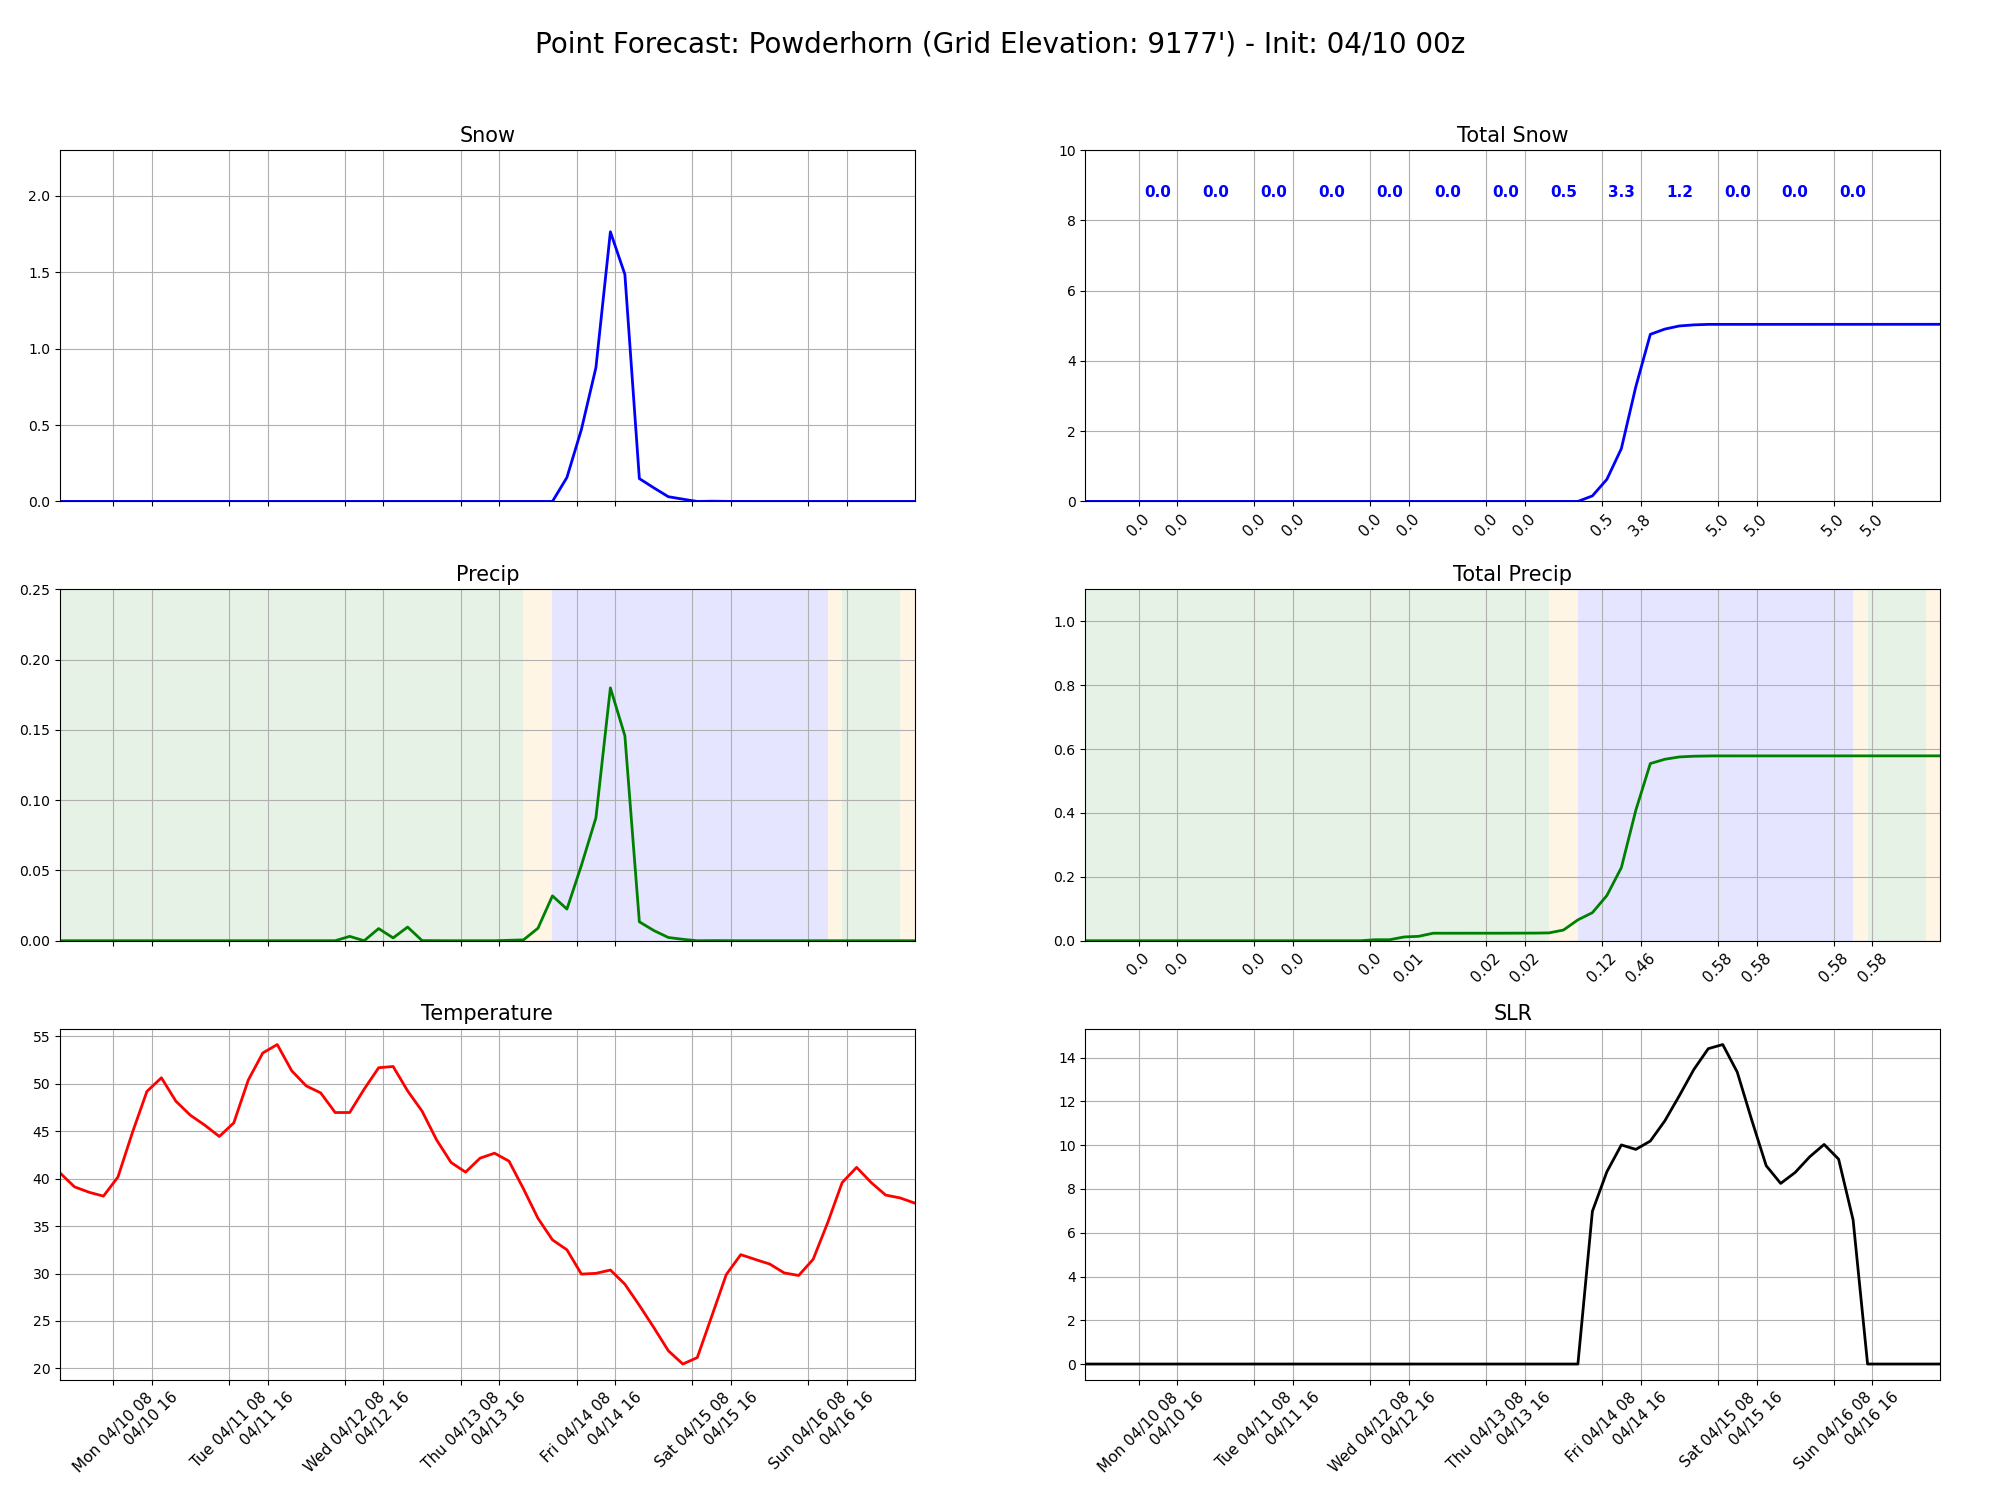 Point Forecast: Powderhorn (Grid Elevation: 9177') - Init: 04/10 00z
Snow
2.0
1.5
1.0
0.5
0.0
Total Snow
10
8
6
4
2
0
0.0 0.0 0.0 0.0 0.0 0.0 0.0 0.5 3.3 1.2 0.0 0.0 0.0
0.0 0.0 0.0 0.0 0.0 0.0 0.0 0.0 0.5 3.8 5.0 5.0 5.0 5.0
Precip
0.25
0.20
0.15
0.10
0.05
0.00
Total Precip
1.0
0.8
0.6
0.4
0.2
0.0
0.0 0.0 0.0 0.0 0.0 0.01 0.02 0.02 0.12 0.46 0.58 0.58 0.58 0.58
Temperature
55
50
45
40
35
30
25
20
Mon 04/10 08
04/10 16
Tue 04/11 08
04/11 16
Wed 04/12 08
04/12 16
Thu 04/13 08
04/13 16
Fri 04/14 08
04/14 16
Sat 04/15 08
04/15 16
Sun 04/16 08
04/16 16
SLR
14
12
10
8
6
4
2
0
Mon 04/10 08
04/10 16
Tue 04/11 08
04/11 16
Wed 04/12 08
04/12 16
Thu 04/13 08
04/13 16
Fri 04/14 08
04/14 16
Sat 04/15 08
04/15 16
Sun 04/16 08
04/16 16